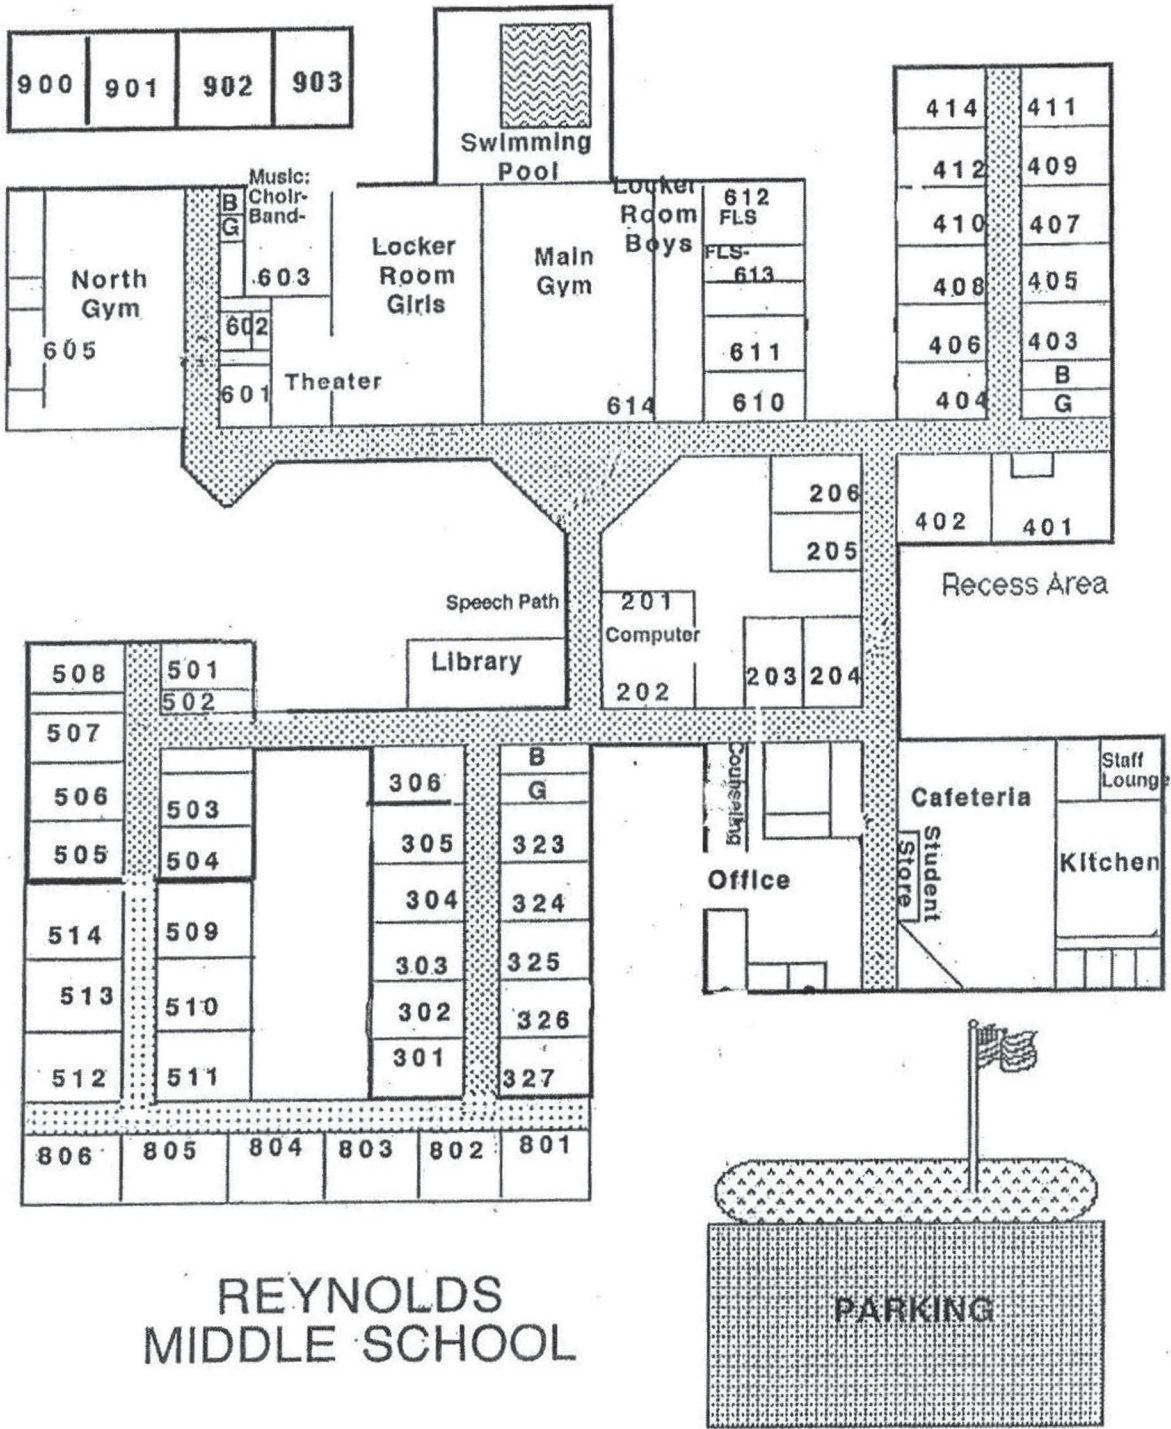 900 901 902 903
Swimming
Pool
414 411
412 409
410 407
408 405
406 403
B
404 G
Music:
Choir-
Band-
B
G
603
602
601
Theater
North
Gym
605
Locker
Room
Girls
Main
Gym
614
Locker
Room
Boys
612
FLS
FLS-
613
611
610
206
205
402 401
Recess Area
Speech Path
Library
201
Computer
202
203 204
508 501
502
507
506 503
505 504
514 509
513 510
512 511
306 B
G
305 323
304 324
303 325
302 326
301 327
806 805 804 803 802 801
Counseling
Office
Cafeteria
Student
Store
Staff
Lounge
Kitchen
REYNOLDS
MIDDLE SCHOOL
PARKING